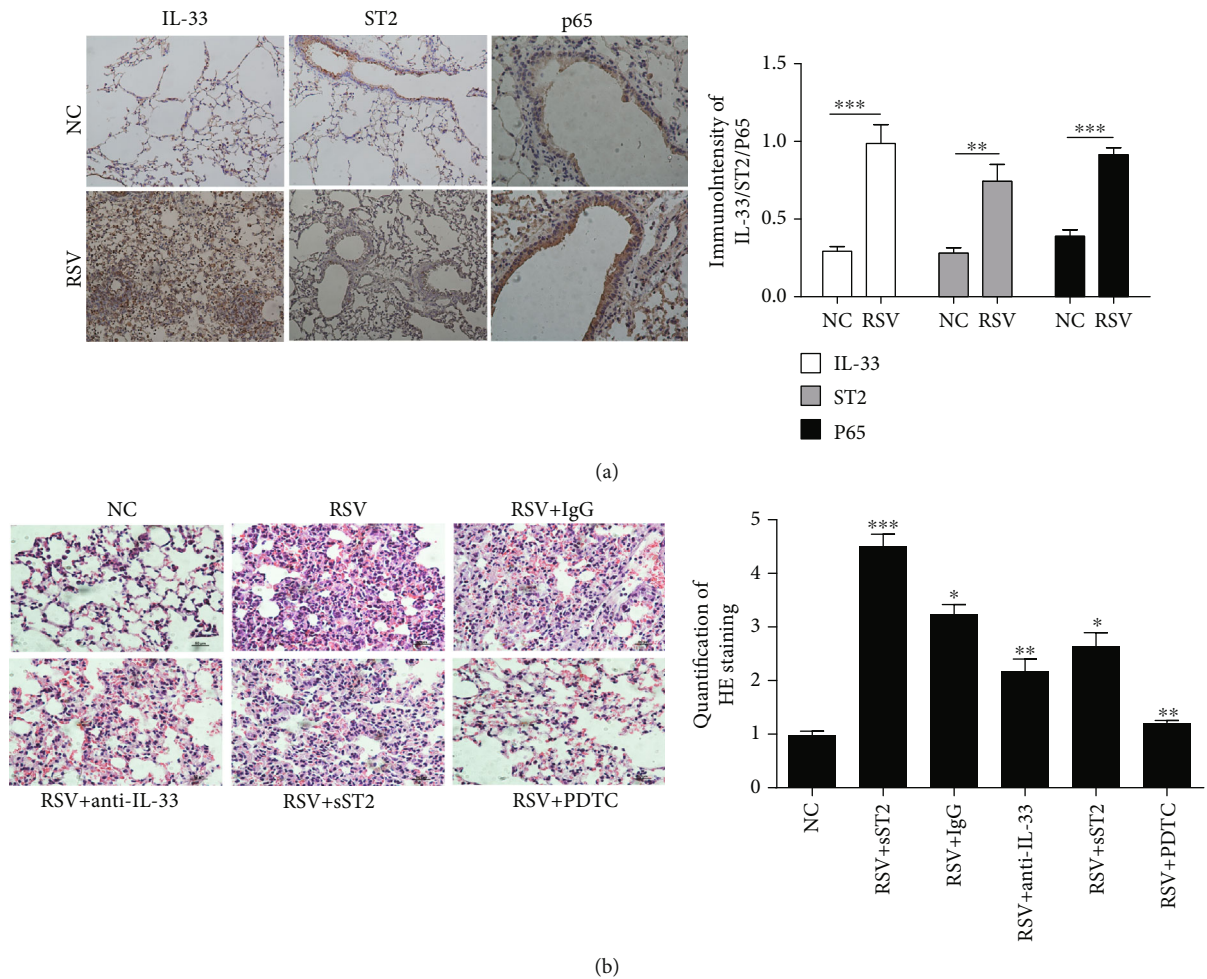 IL-33 ST2 p65
NC
RSV
Immunointensity of
IL-33/ST2/P65
1.5
1.0
0.5
0.0
*** ** ***
NC RSV NC RSV NC RSV
IL-33
ST2
P65
(a)
NC RSV RSV+IgG
RSV+anti-IL-33 RSV+sST2 RSV+PDTC
Quantification of
HE staining
5
4
3
2
1
0
*** * ** * **
NC
RSV+sST2
RSV+IgG
RSV+anti-IL-33
RSV+sST2
RSV+PDTC
(b)